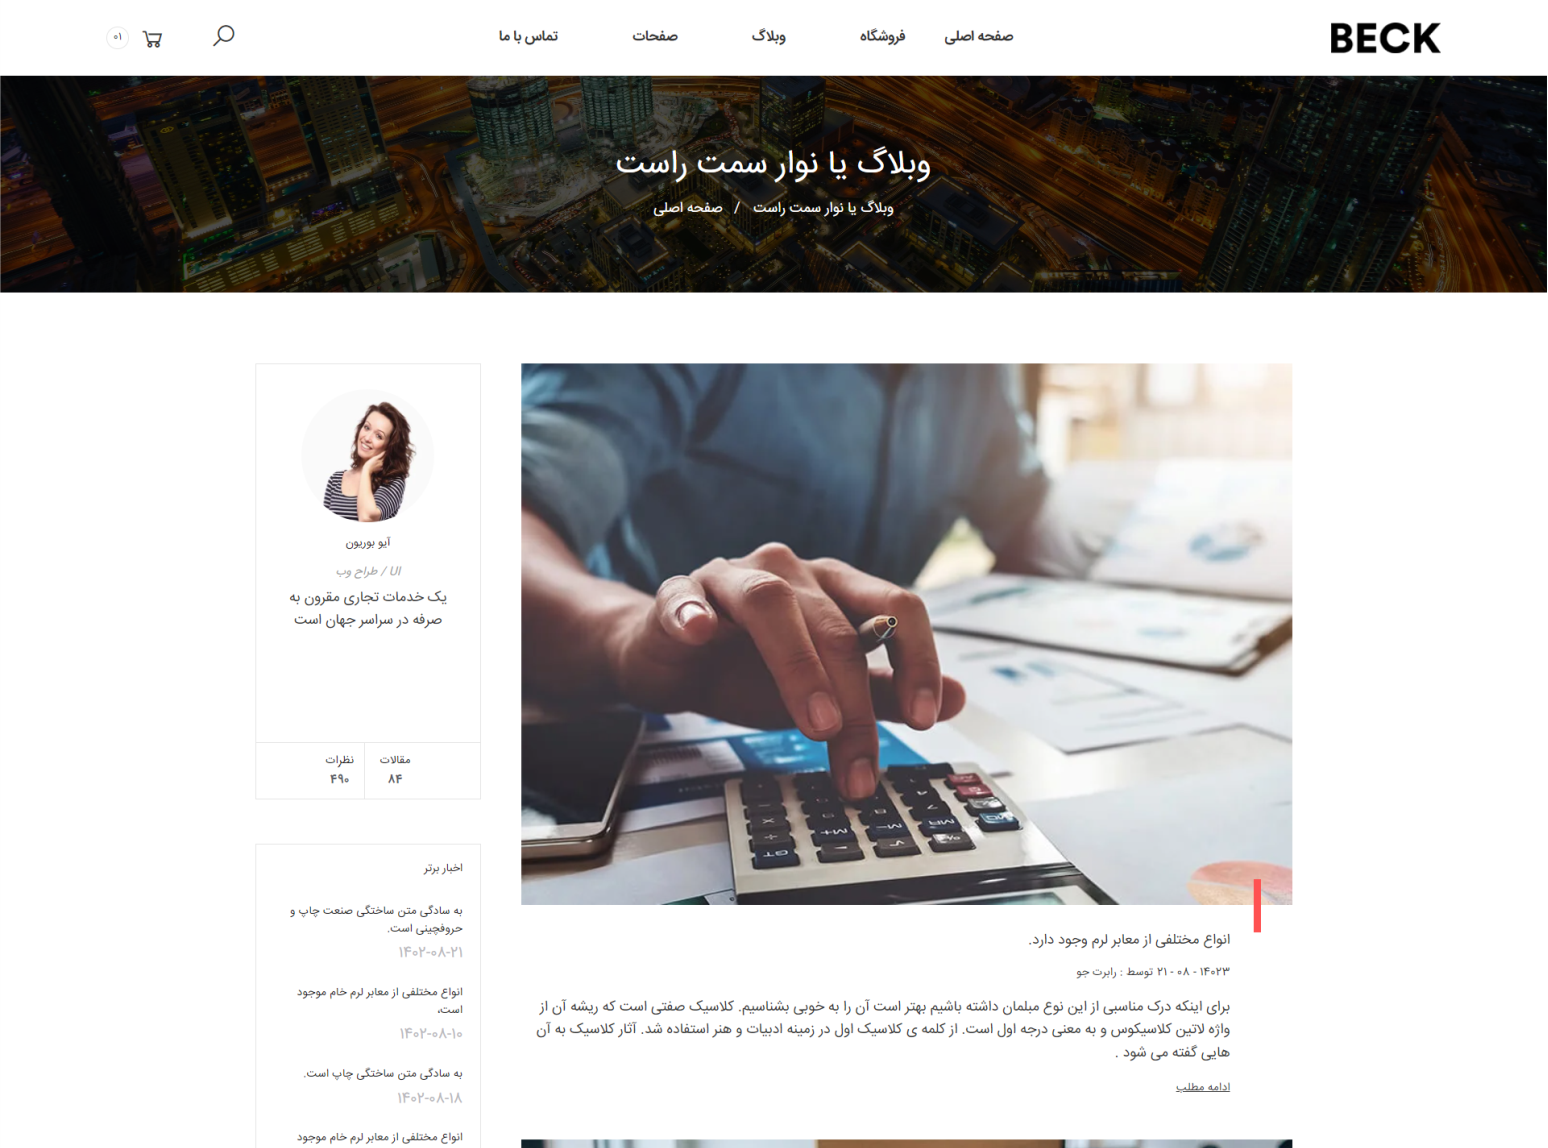 BECK
صفحه اصلی
فروشگاه
وبلاگ
صفحات
تماس با ما
۰۱
وبلاگ یا نوار سمت راست
وبلاگ یا نوار سمت راست / صفحه اصلی
انواع مختلفی از معابر لرم وجود دارد.
۱۴۰۲۳ - ۰۸ - ۲۱ توسط : رابرت جو
برای اینکه درک مناسبی از این نوع مبلمان داشته باشیم بهتر است آن را به خوبی بشناسیم. کلاسیک صفتی است که ریشه آن از
واژه لاتین کلاسیکوس و به معنی درجه اول است. از کلمه ی کلاسیک اول در زمینه ادبیات و هنر استفاده شد. آثار کلاسیک به آن
هایی گفته می شود .
ادامه مطلب
آیو بوریون
UI / طراح وب
یک خدمات تجاری مقرون به
صرفه در سراسر جهان است
مقالات
۸۴
نظرات
۴۹۰
اخبار برتر
به سادگی متن ساختگی صنعت چاپ و
حروفچینی است.
۱۴۰۲-۰۸-۲۱
انواع مختلفی از معابر لرم خام موجود
است،
۱۴۰۲-۰۸-۱۰
به سادگی متن ساختگی چاپ است.
۱۴۰۲-۰۸-۱۸
انواع مختلفی از معابر لرم خام موجود